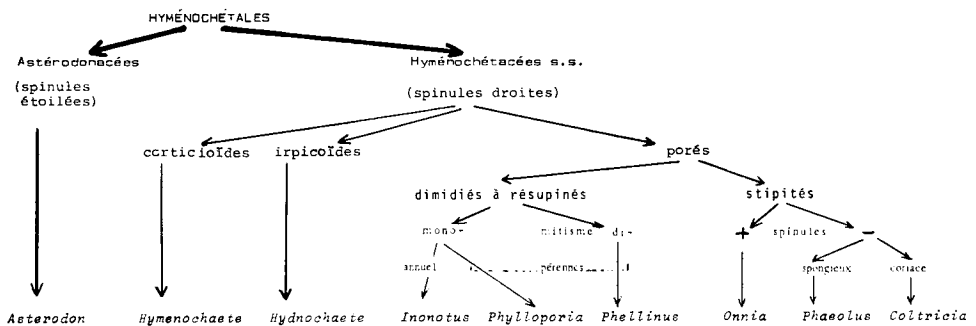 HYMÉNOCHÉTALES
Astérodonacées Hyménochétacées s.s.
(spinules étoilées) (spinules droites)
corticioïdes irpicoïdes porés
dimidiés à résupinés stipités
mono- mitisme di- + spinules −
annuel pérennes spongieux coriace
Asterodon Hymenochaete Hydnochaete Inonotus Phylloporia Phellinus Onnia Phaeolus Coltricia